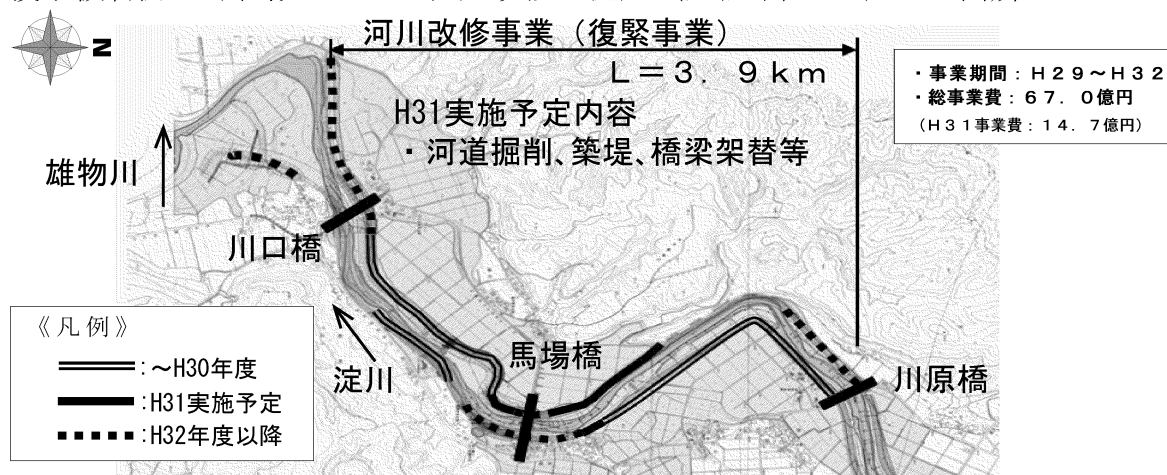 N
河川改修事業（復緊事業）
L＝3．9km
H31実施予定内容
・河道掘削、築堤、橋梁架替等
・事業期間：H29～H32
・総事業費：67．0億円
（H31事業費：14．7億円）
雄物川
川口橋
淀川
馬場橋
川原橋
《凡例》
：～H30年度
：H31実施予定
：H32年度以降